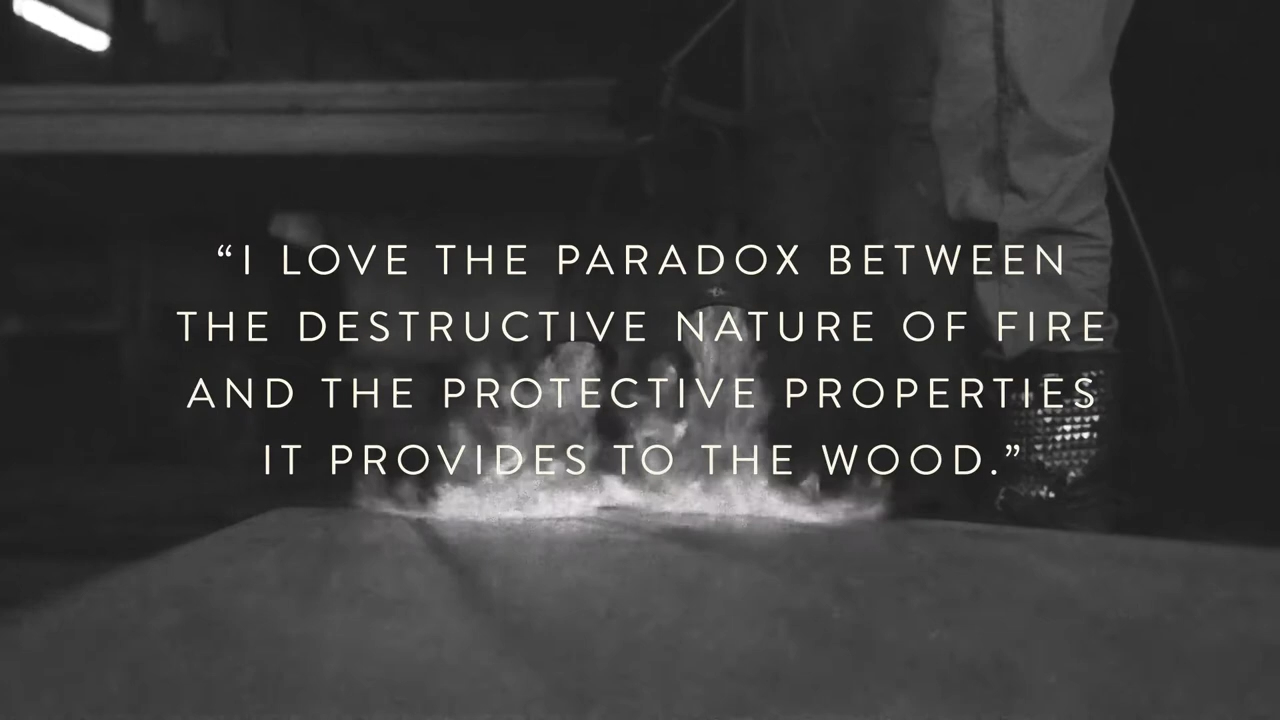 “I LOVE THE PARADOX BETWEEN
THE DESTRUCTIVE NATURE OF FIRE
AND THE PROTECTIVE PROPERTIES
IT PROVIDES TO THE WOOD.”